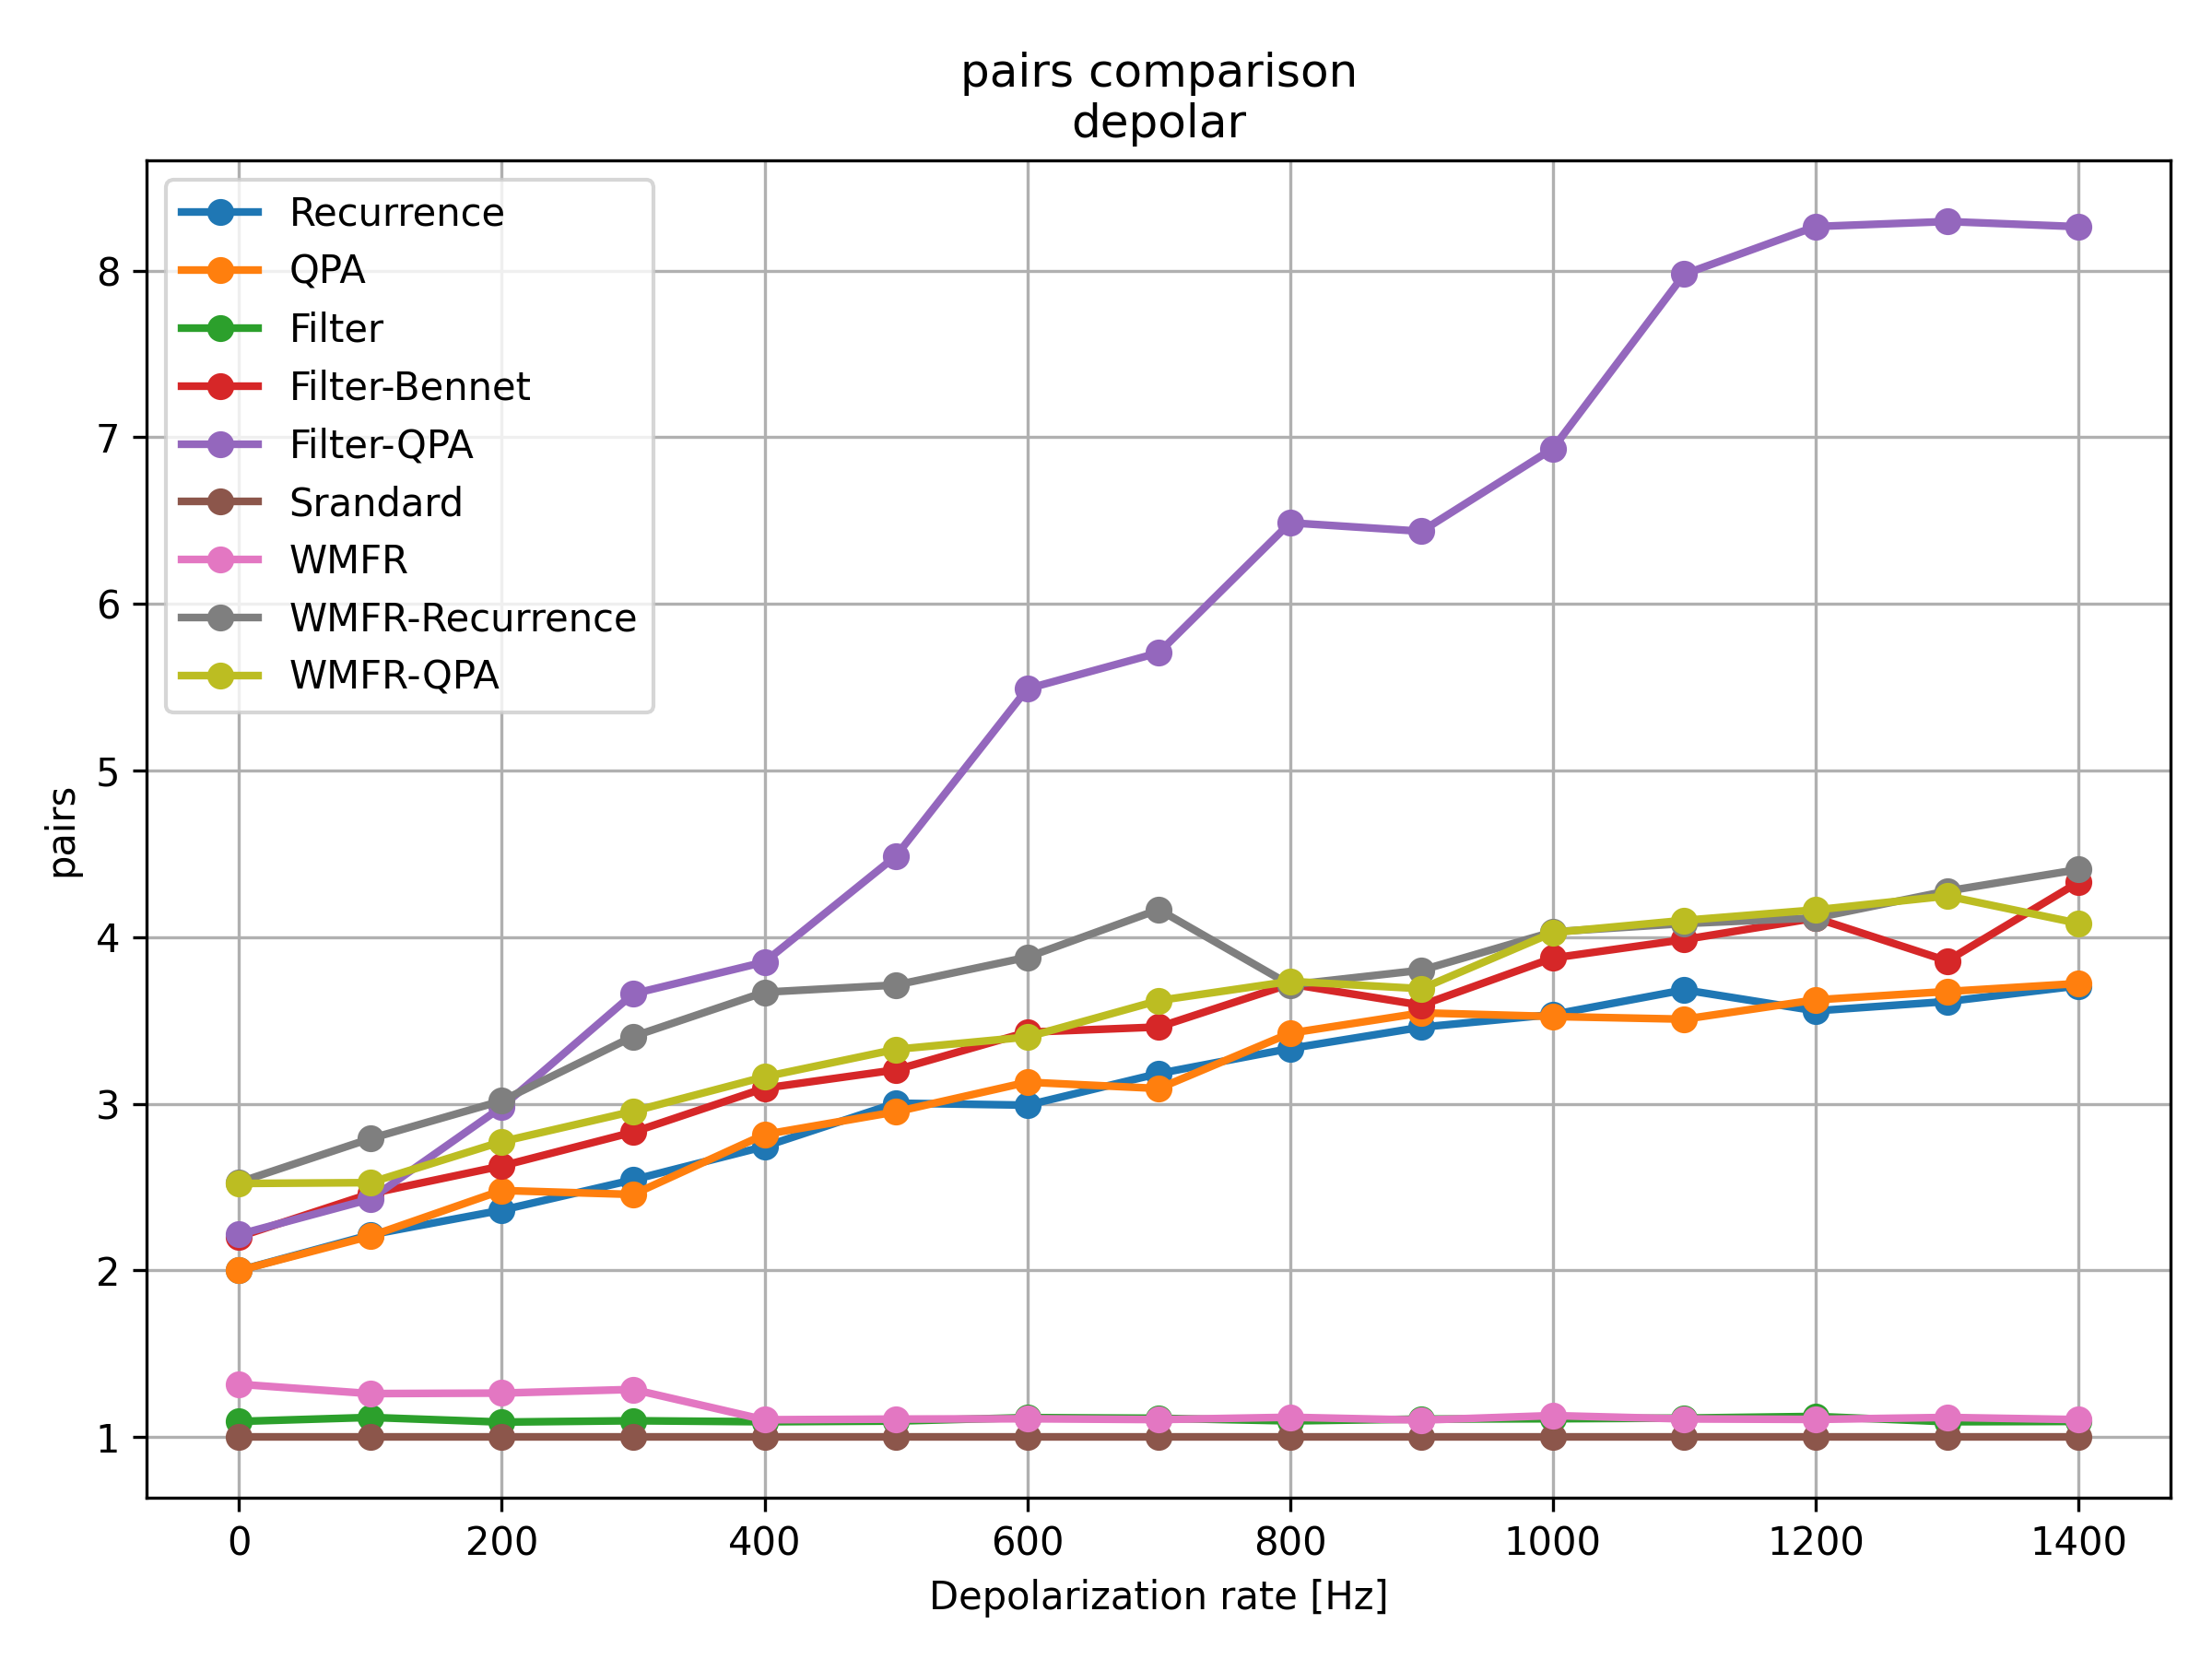 pairs comparison
depolar
Recurrence
QPA
Filter
Filter-Bennet
Filter-QPA
Srandard
WMFR
WMFR-Recurrence
WMFR-QPA
8
7
6
5
4
3
2
1
pairs
0 200 400 600 800 1000 1200 1400
Depolarization rate [Hz]